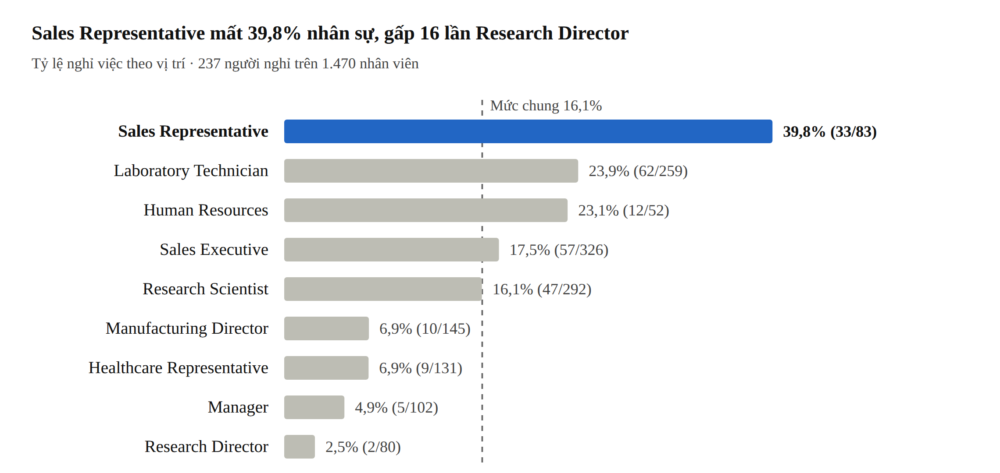 Sales Representative mất 39,8% nhân sự, gấp 16 lần Research Director
Tỷ lệ nghỉ việc theo vị trí · 237 người nghỉ trên 1.470 nhân viên
Mức chung 16,1%
Sales Representative 39,8% (33/83)
Laboratory Technician 23,9% (62/259)
Human Resources 23,1% (12/52)
Sales Executive 17,5% (57/326)
Research Scientist 16,1% (47/292)
Manufacturing Director 6,9% (10/145)
Healthcare Representative 6,9% (9/131)
Manager 4,9% (5/102)
Research Director 2,5% (2/80)